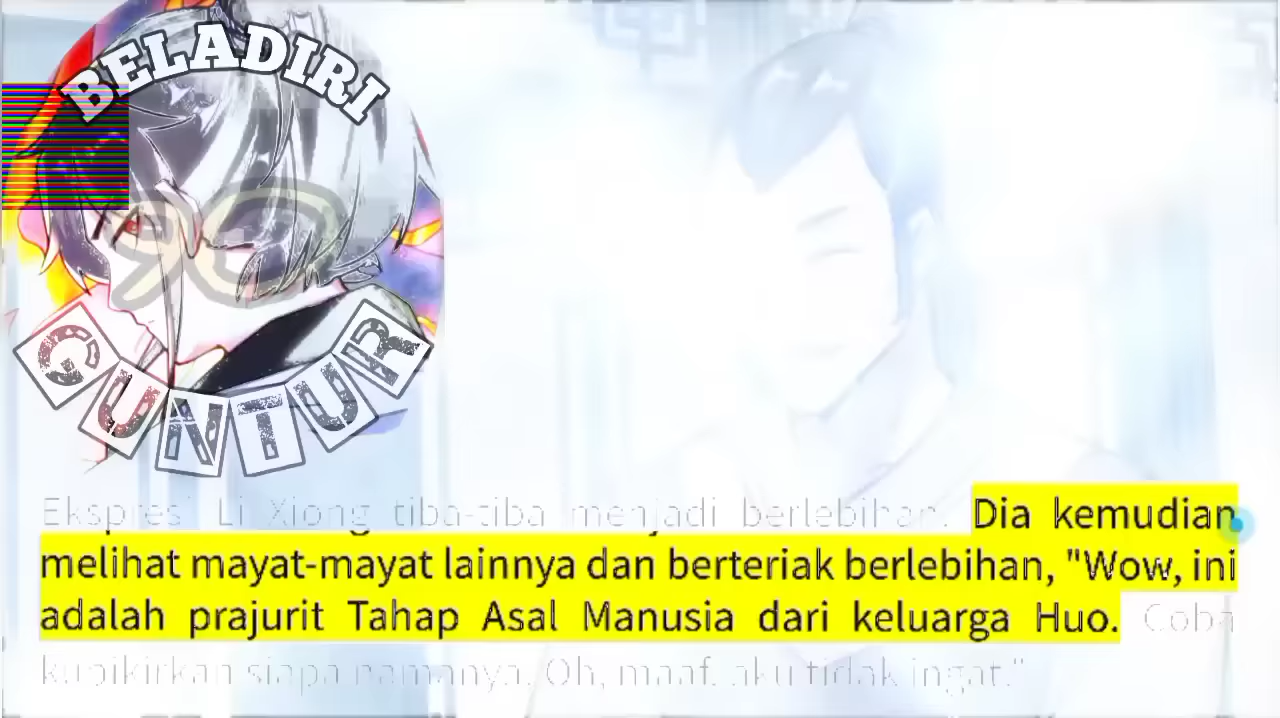 BELADIRI
GUNTUR
Ekspresi Li Xiong tiba-tiba menjadi berlebihan. Dia kemudian
melihat mayat-mayat lainnya dan berteriak berlebihan, "Wow, ini
adalah prajurit Tahap Asal Manusia dari keluarga Huo. Coba
kupikirkan siapa namanya. Oh, maaf. aku tidak ingat."